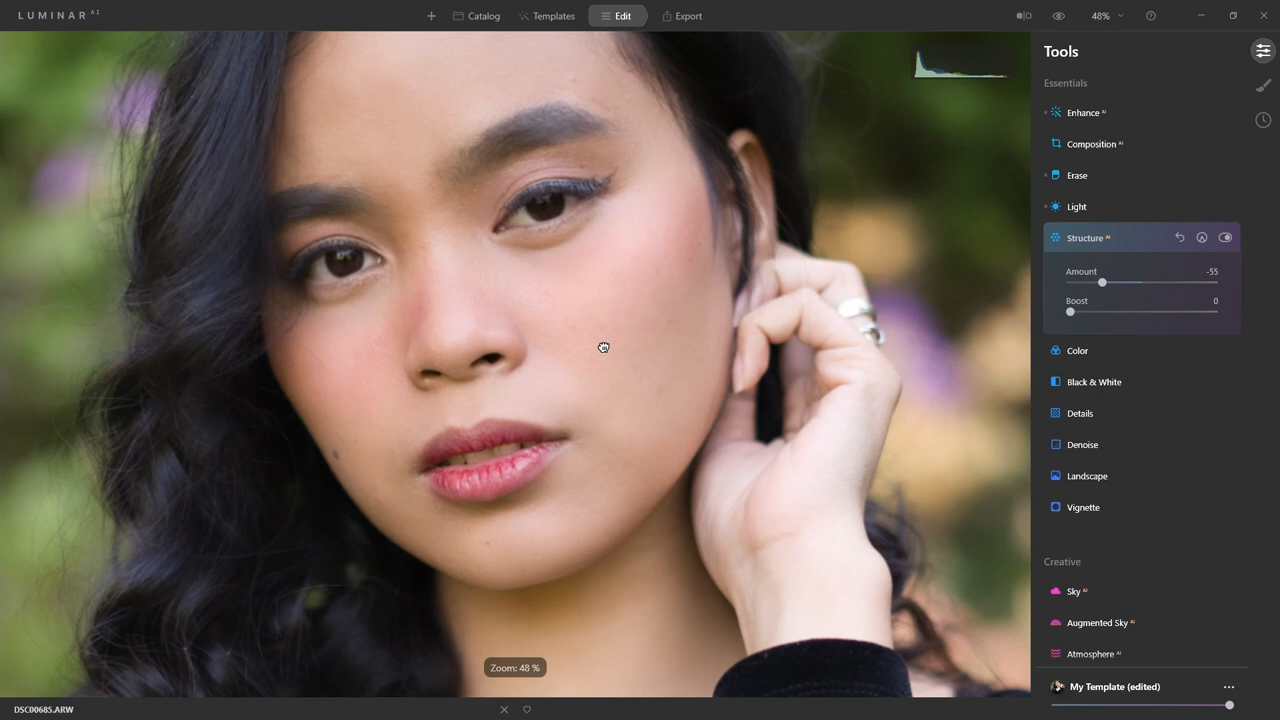 LUMINAR AI
Catalog
Templates
Edit
Export
48%
Tools
Essentials
Enhance AI
Composition AI
Erase
Light
Structure AI
Amount -55
Boost 0
Color
Black & White
Details
Denoise
Landscape
Vignette
Creative
Sky AI
Augmented Sky AI
Atmosphere AI
Zoom: 48 %
My Template (edited)
DSC00685.ARW